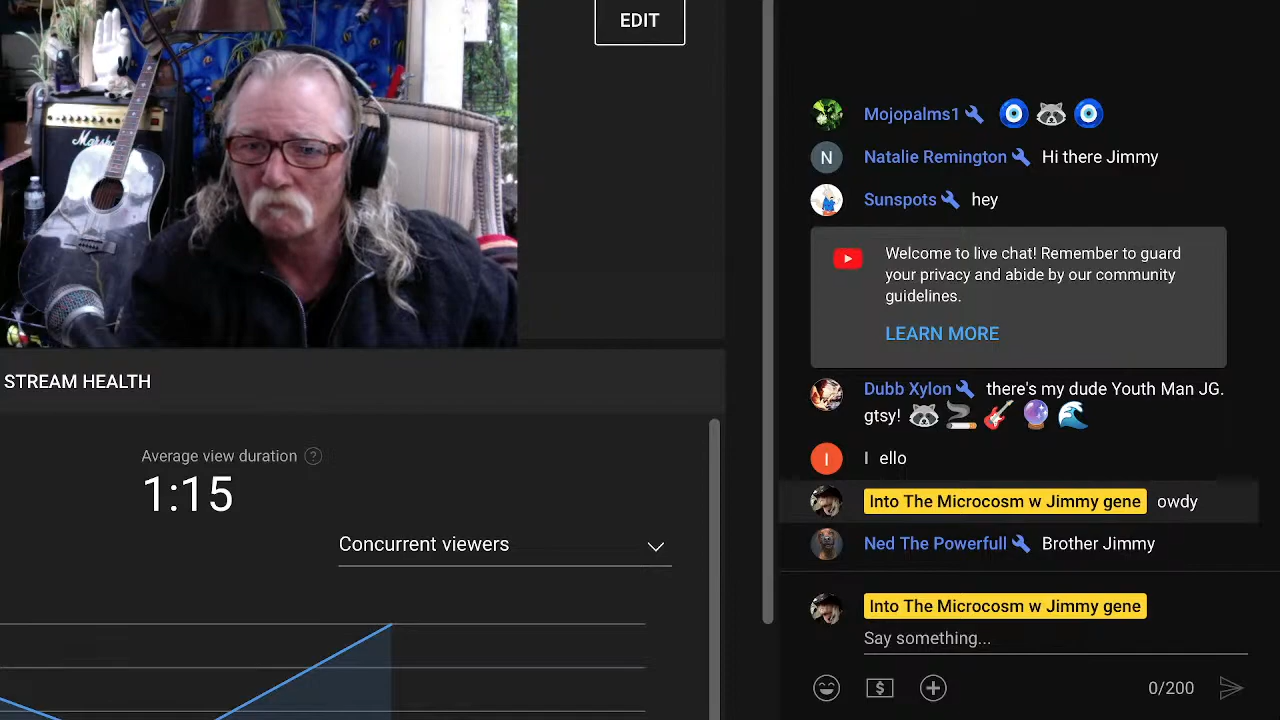 EDIT
Marshall
STREAM HEALTH
Average view duration ?
1:15
Concurrent viewers
Mojopalms1
N Natalie Remington Hi there Jimmy
Sunspots hey
Welcome to live chat! Remember to guard
your privacy and abide by our community
guidelines.
LEARN MORE
Dubb Xylon there's my dude Youth Man JG.
gtsy!
I I ello
Into The Microcosm w Jimmy gene owdy
Ned The Powerfull Brother Jimmy
Into The Microcosm w Jimmy gene
Say something...
$ 0/200